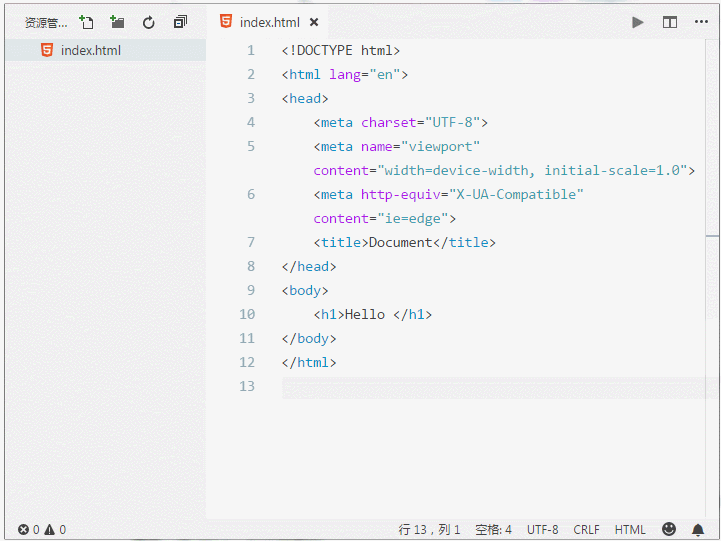 资源管...
index.html
index.html ×
1 <!DOCTYPE html>
2 <html lang="en">
3 <head>
4     <meta charset="UTF-8">
5     <meta name="viewport"
    content="width=device-width, initial-scale=1.0">
6     <meta http-equiv="X-UA-Compatible"
    content="ie=edge">
7     <title>Document</title>
8 </head>
9 <body>
10     <h1>Hello </h1>
11 </body>
12 </html>
13
0 0 行 13，列 1 空格: 4 UTF-8 CRLF HTML